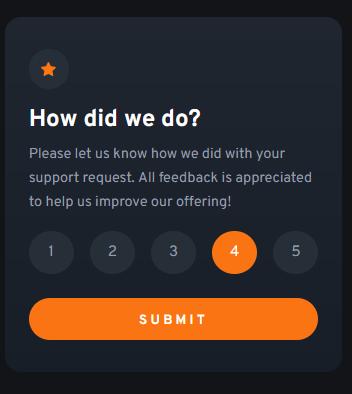 How did we do?
Please let us know how we did with your
support request. All feedback is appreciated
to help us improve our offering!
1 2 3 4 5
SUBMIT